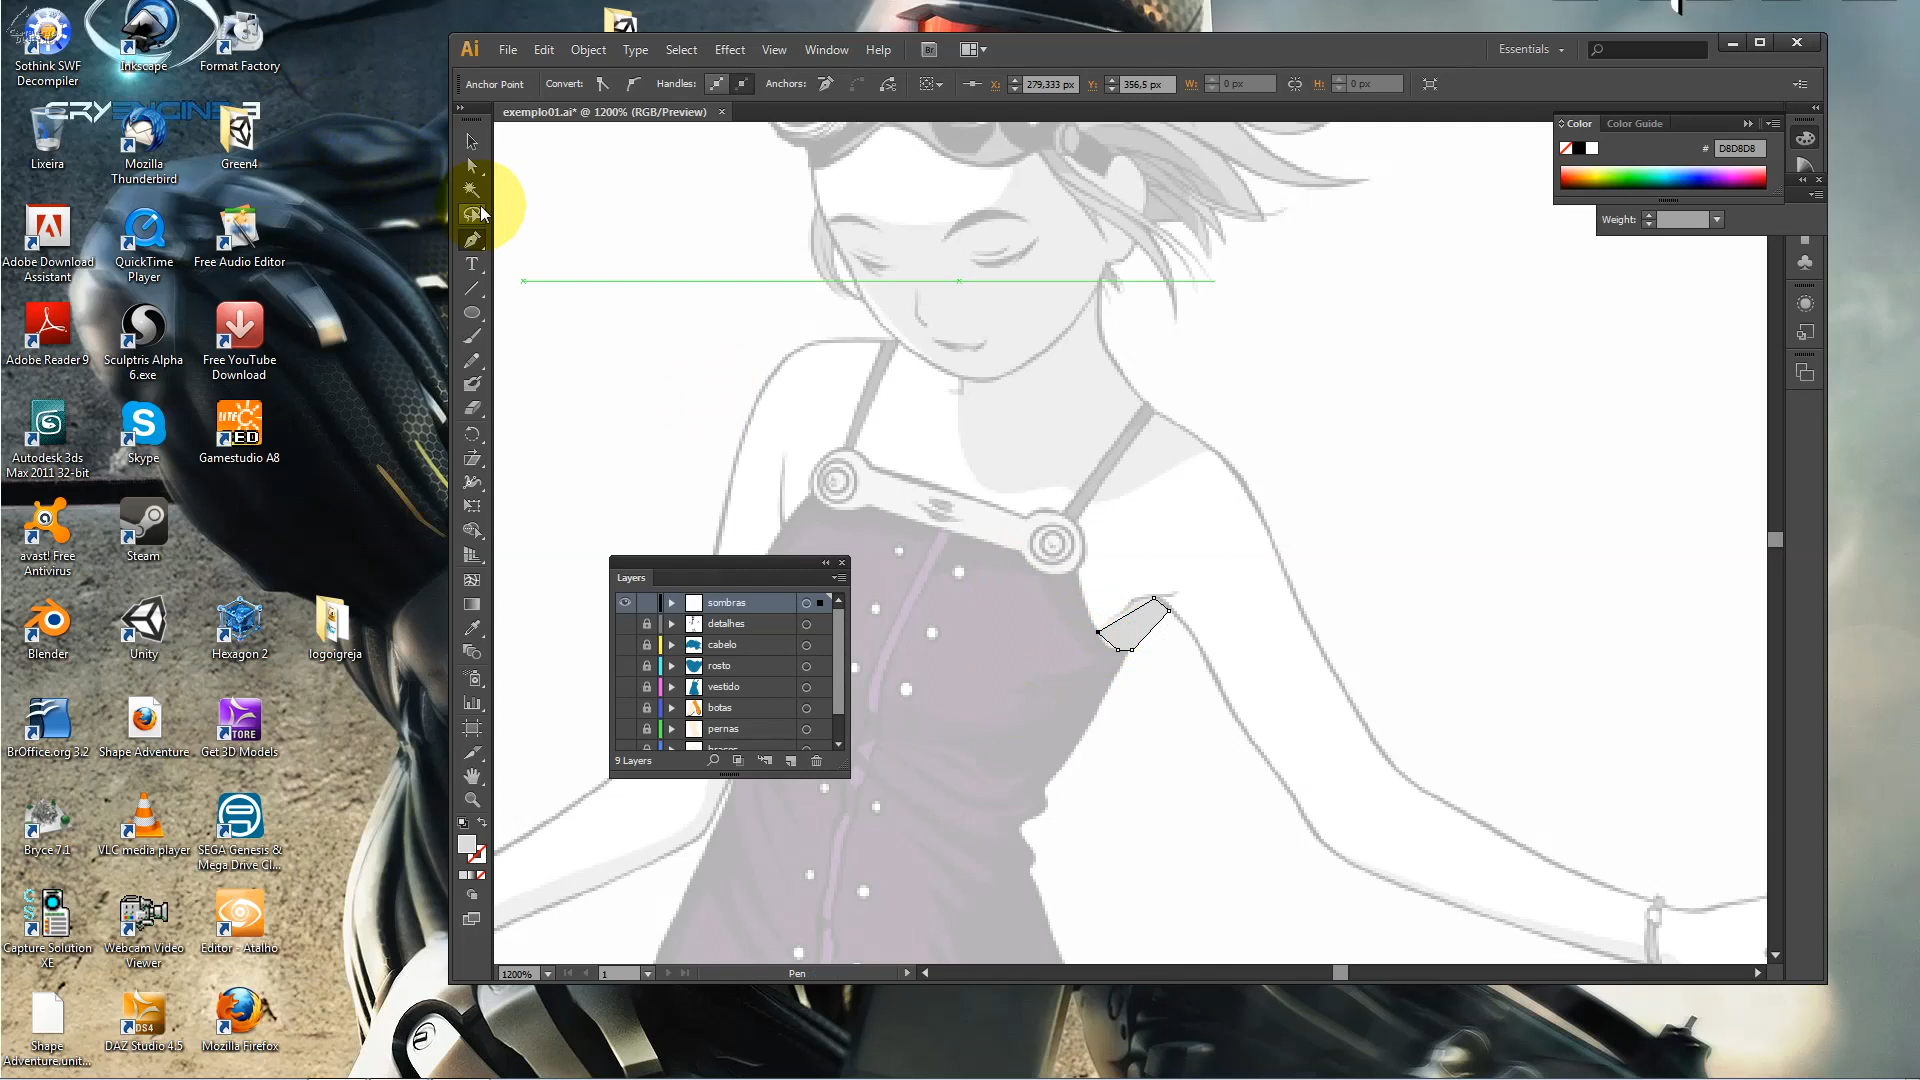 Sothink SWF
Decompiler
Inkscape
Format Factory
CRYENGINE 3
Lixeira
Mozilla
Thunderbird
Green4
Adobe Download
Assistant
QuickTime
Player
Free Audio Editor
Adobe Reader 9
Sculptris Alpha
6.exe
Free YouTube
Download
Autodesk 3ds
Max 2011 32-bit
Skype
Gamestudio A8
avast! Free
Antivirus
Steam
Blender
Unity
Hexagon 2
logoigreja
BrOffice.org 3.2
Shape Adventure
Get 3D Models
Bryce 7.1
VLC media player
SEGA Genesis &
Mega Drive Cl...
Capture Solution
XE
Webcam Video
Viewer
Editor - Atalho
Shape
Adventure.unit...
DAZ Studio 4.5
Mozilla Firefox
Ai File Edit Object Type Select Effect View Window Help Br Essentials
Anchor Point Convert: Handles: Anchors: X: 279,333 px Y: 356,5 px W: 0 px H: 0 px
exemplo01.ai* @ 1200% (RGB/Preview)
Color Color Guide
# D8D8D8
Weight:
Layers
sombras
detalhes
cabelo
rosto
vestido
botas
pernas
9 Layers
1200% 1 Pen